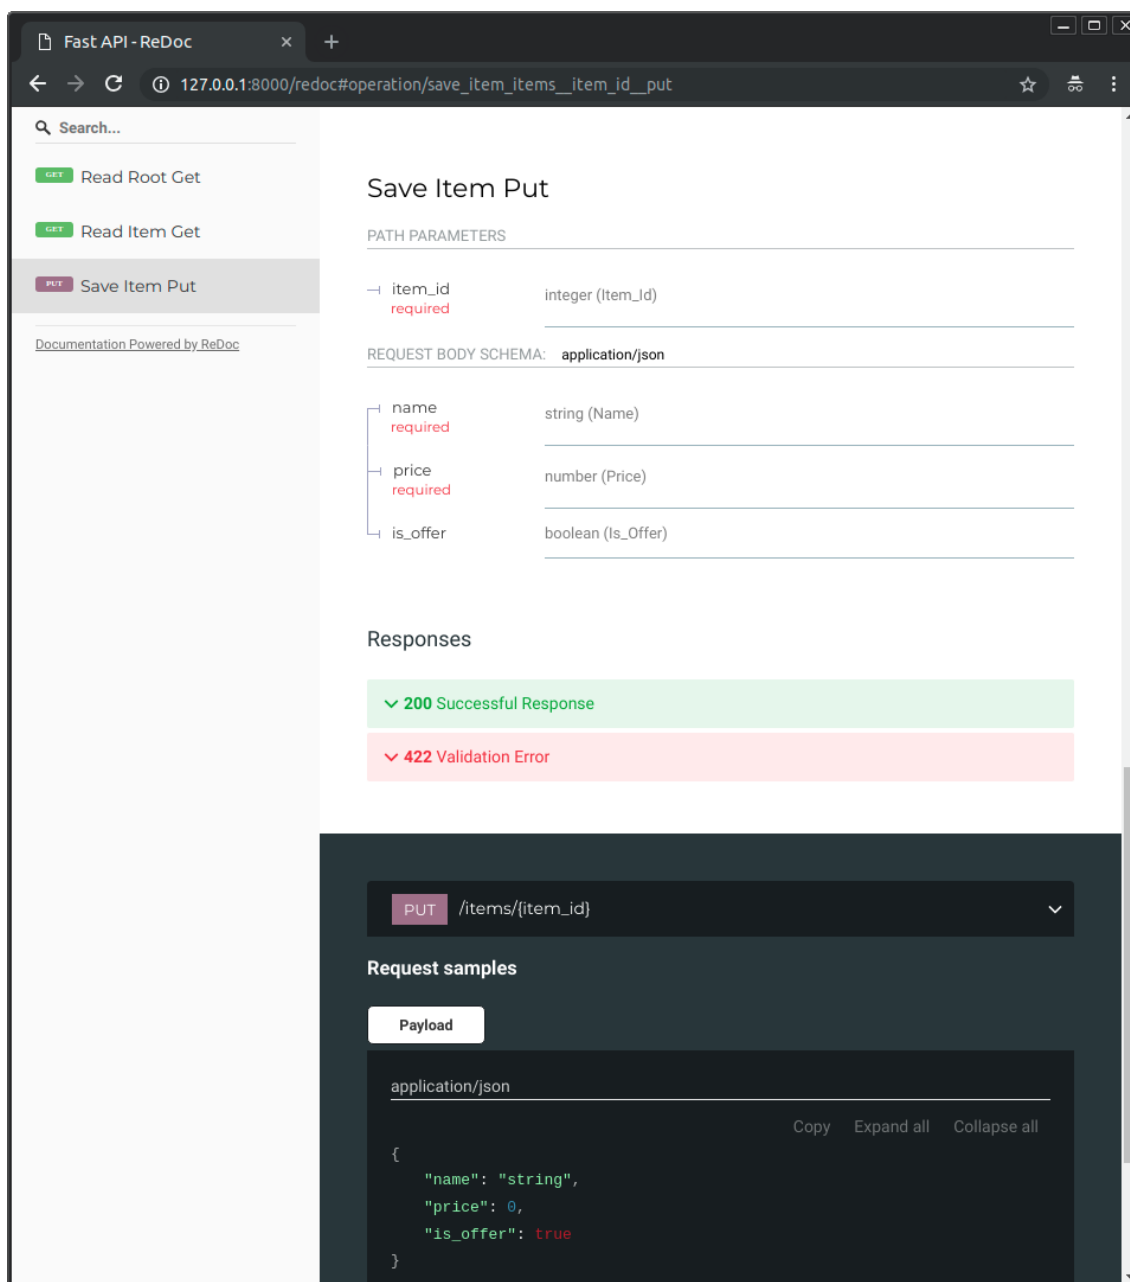 Fast API - ReDoc
127.0.0.1:8000/redoc#operation/save_item_items__item_id__put
Search...
GET Read Root Get
GET Read Item Get
PUT Save Item Put
Documentation Powered by ReDoc
Save Item Put
PATH PARAMETERS
item_id
required
integer (Item_Id)
REQUEST BODY SCHEMA: application/json
name
required
string (Name)
price
required
number (Price)
is_offer
boolean (Is_Offer)
Responses
200 Successful Response
422 Validation Error
PUT /items/{item_id}
Request samples
Payload
application/json
Copy Expand all Collapse all
{
"name": "string",
"price": 0,
"is_offer": true
}